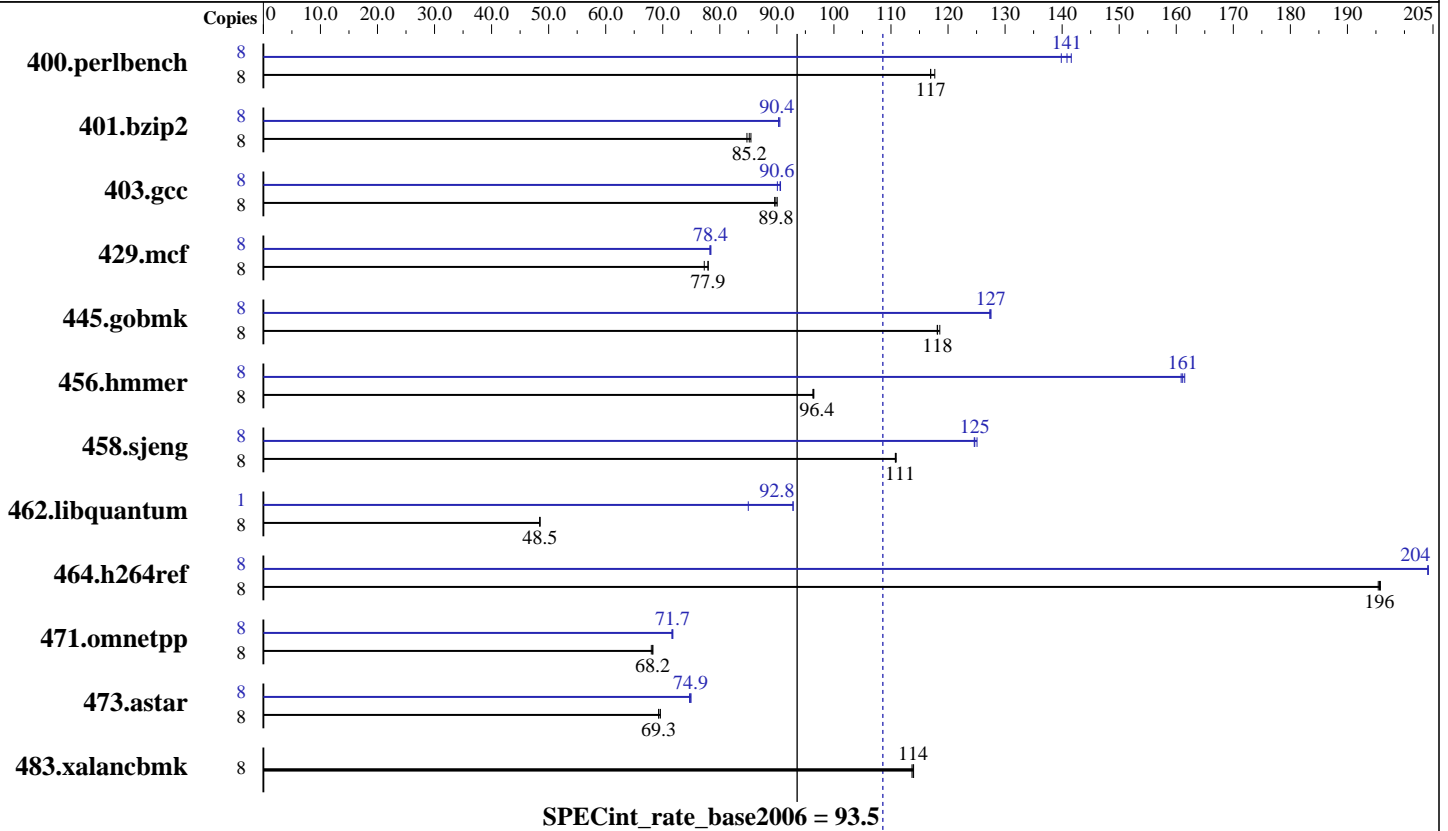 Copies 0 10.0 20.0 30.0 40.0 50.0 60.0 70.0 80.0 90.0 100 110 120 130 140 150 160 170 180 190 205
400.perlbench 8 141
8 117
401.bzip2 8 90.4
8 85.2
403.gcc 8 90.6
8 89.8
429.mcf 8 78.4
8 77.9
445.gobmk 8 127
8 118
456.hmmer 8 161
8 96.4
458.sjeng 8 125
8 111
462.libquantum 1 92.8
8 48.5
464.h264ref 8 204
8 196
471.omnetpp 8 71.7
8 68.2
473.astar 8 74.9
8 69.3
483.xalancbmk 8 114
SPECint_rate_base2006 = 93.5